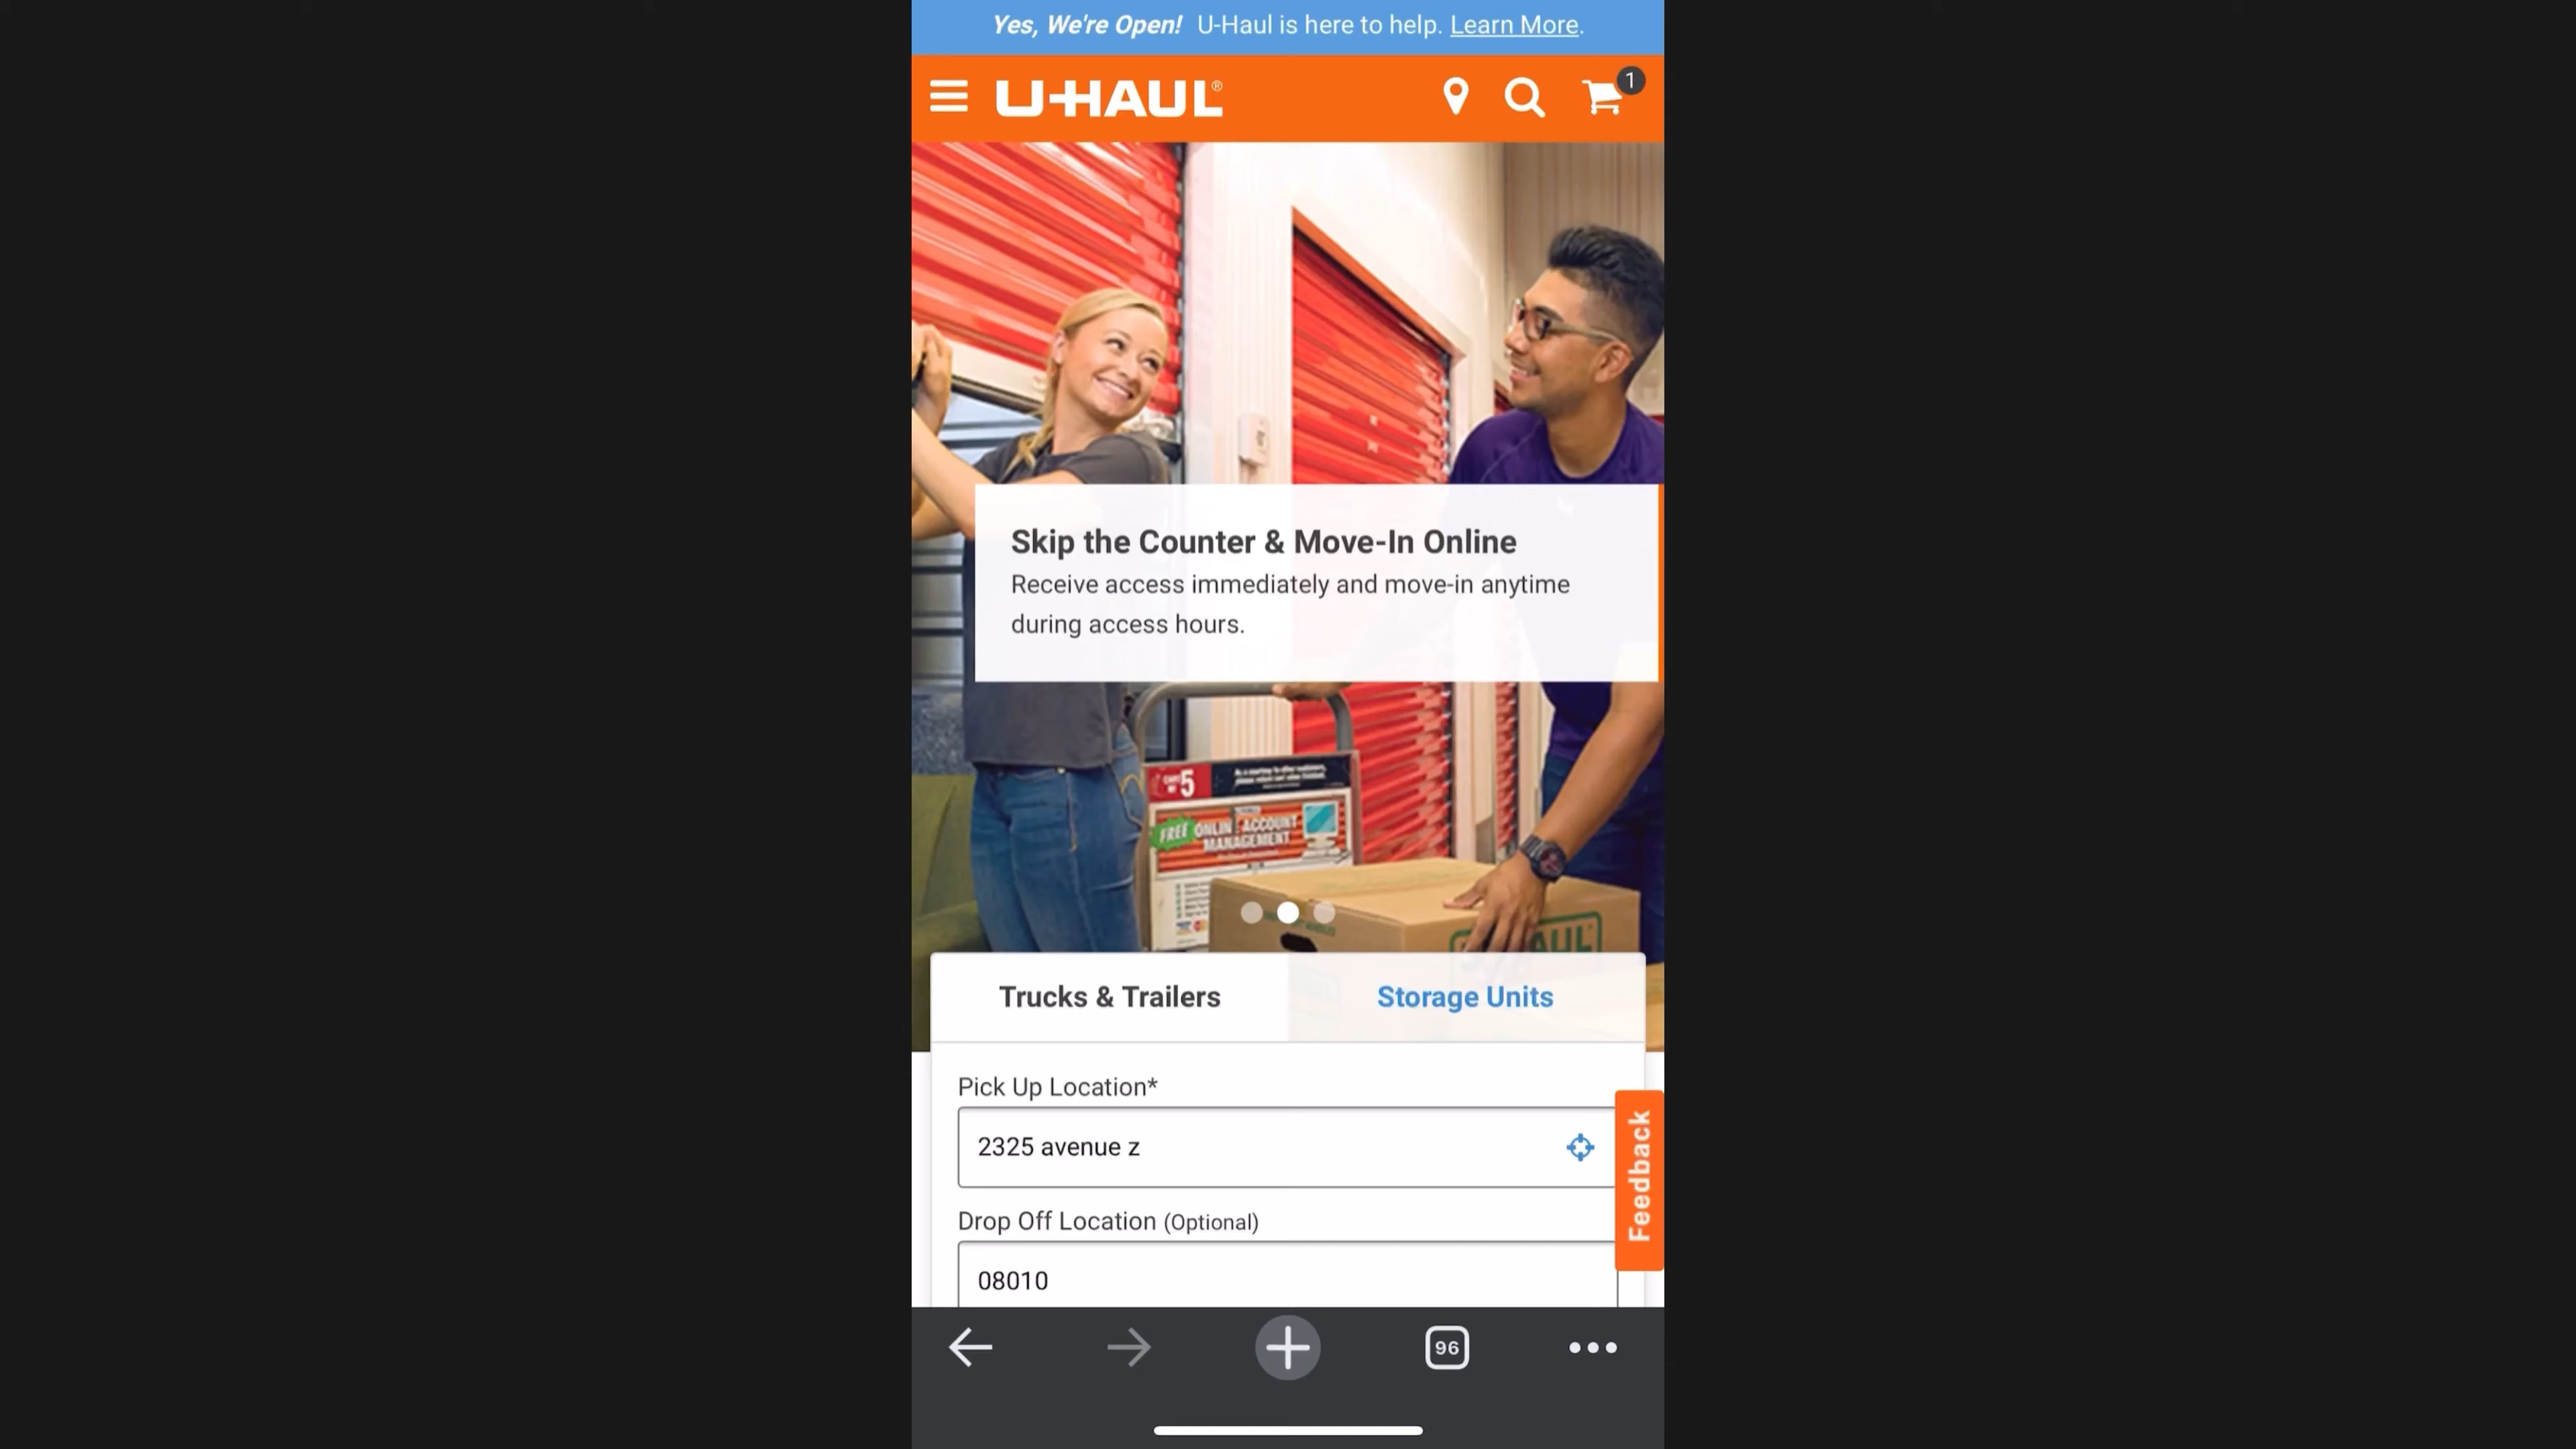 Yes, We're Open! U-Haul is here to help. Learn More.
U-HAUL®
1
Skip the Counter & Move-In Online
Receive access immediately and move-in anytime
during access hours.
5
FREE ONLINE ACCOUNT
MANAGEMENT
Trucks & Trailers
Storage Units
Pick Up Location*
2325 avenue z
Feedback
Drop Off Location (Optional)
08010
96